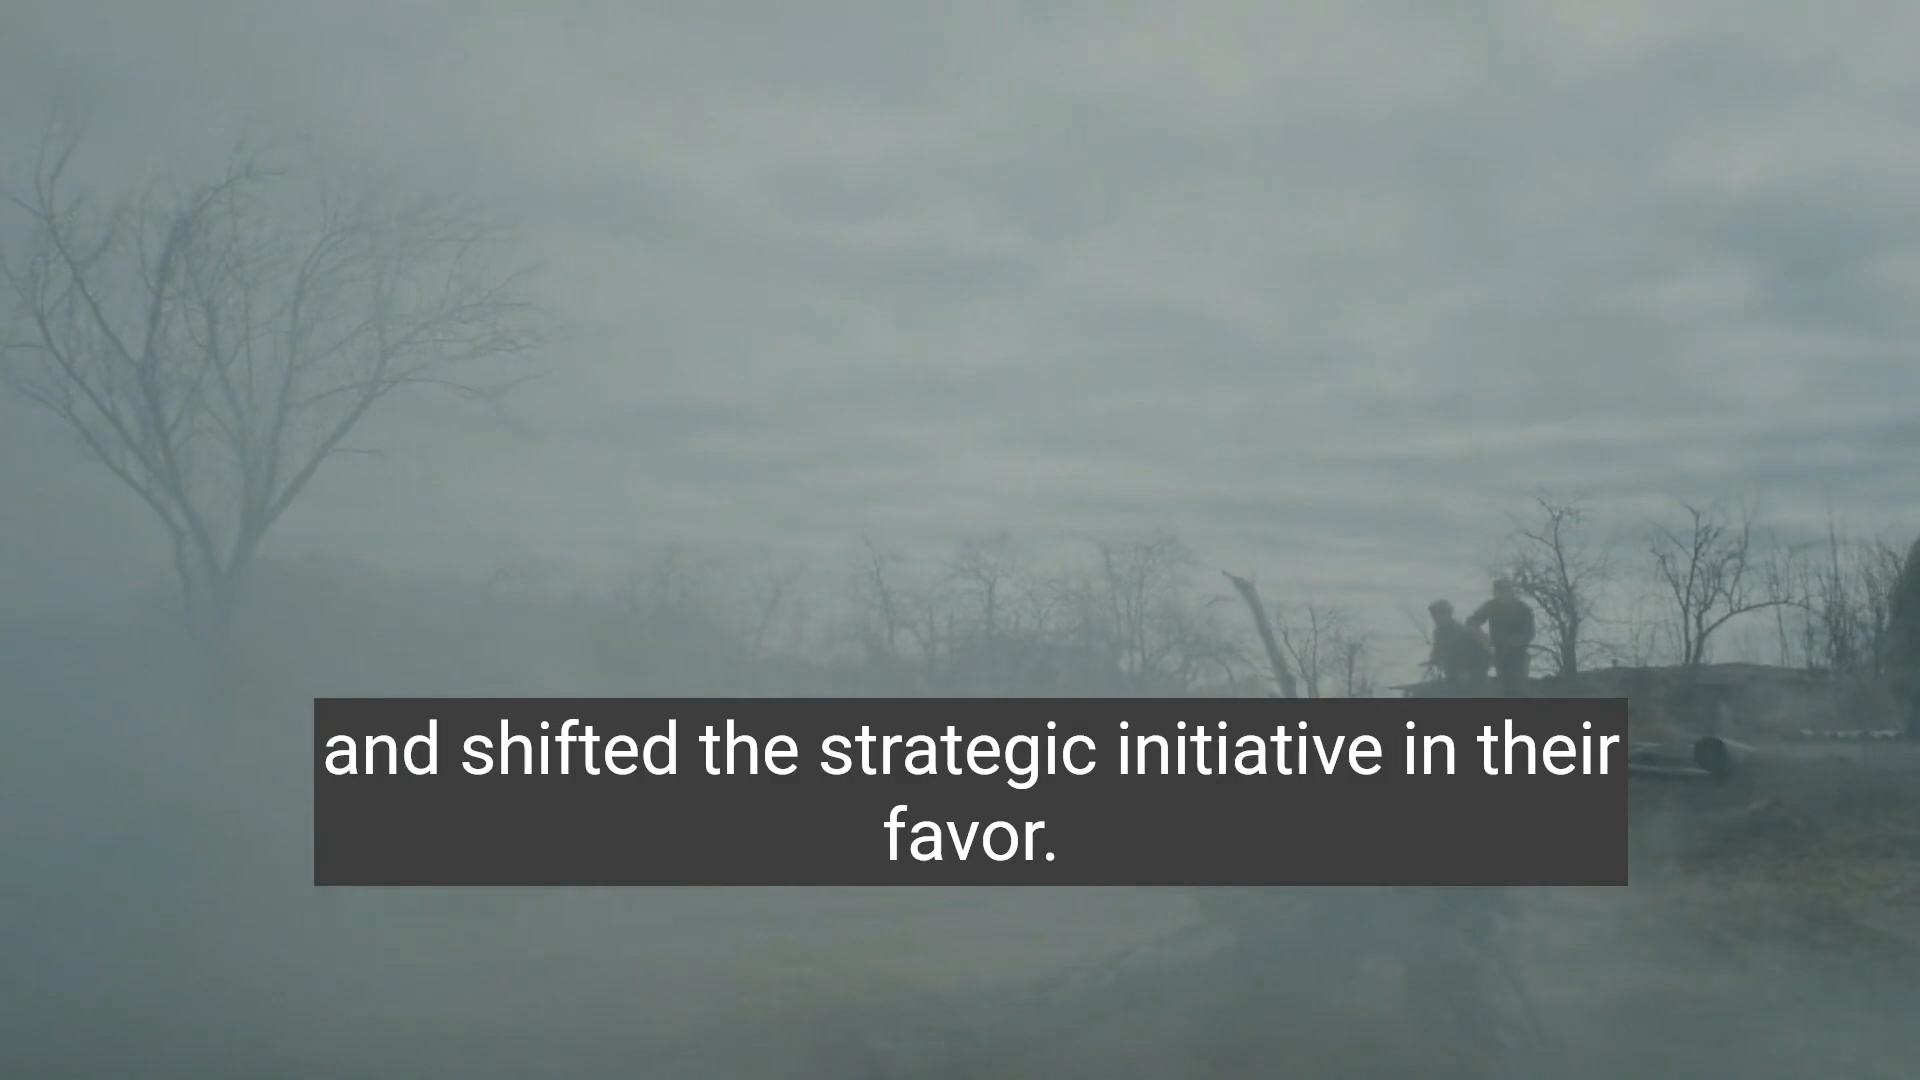 and shifted the strategic initiative in their
favor.